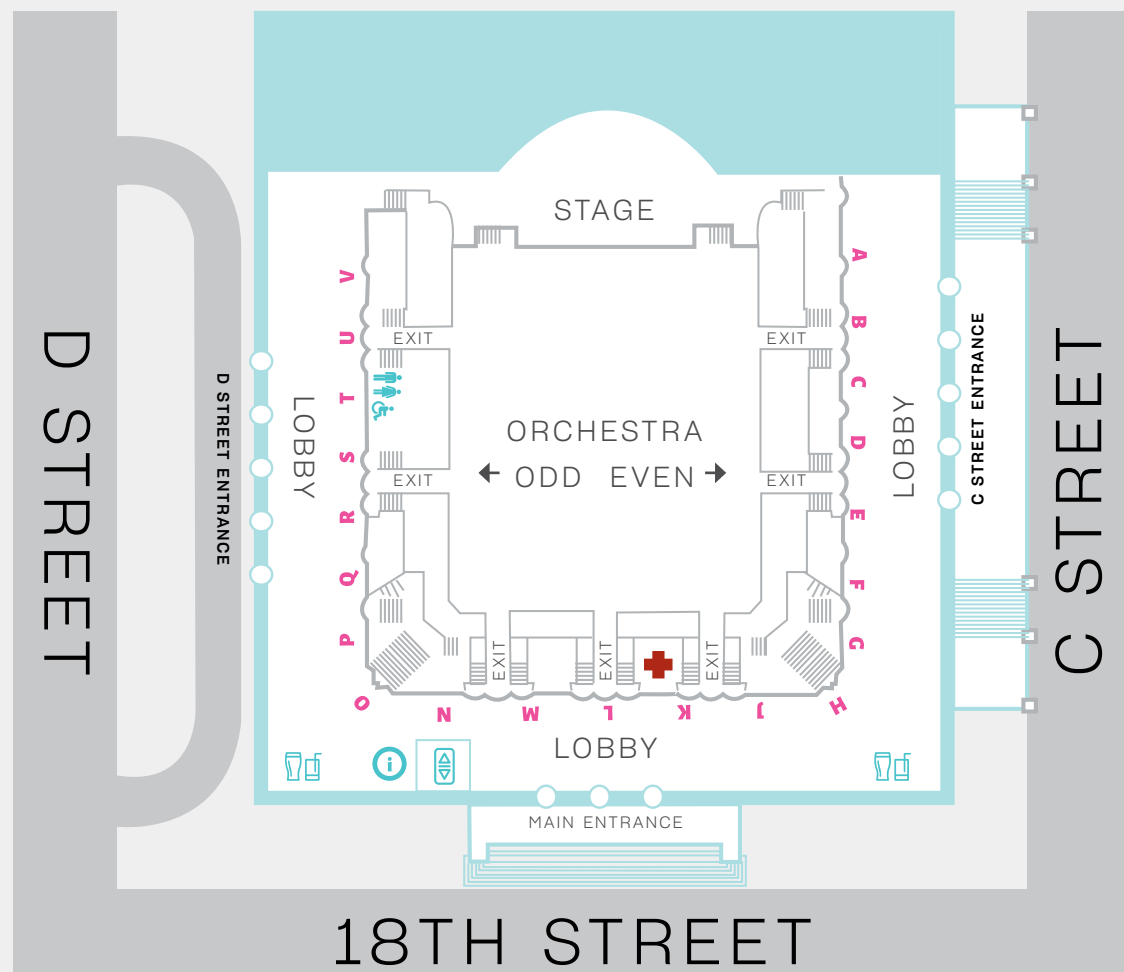 STAGE
A
V
B
U
EXIT
EXIT
C
T
D STREET
D STREET ENTRANCE
LOBBY
ORCHESTRA
ODD EVEN
LOBBY
C STREET ENTRANCE
C STREET
D
S
EXIT
EXIT
E
R
F
Q
G
P
EXIT
EXIT
EXIT
O
N
M
L
K
J
H
LOBBY
i
MAIN ENTRANCE
18TH STREET